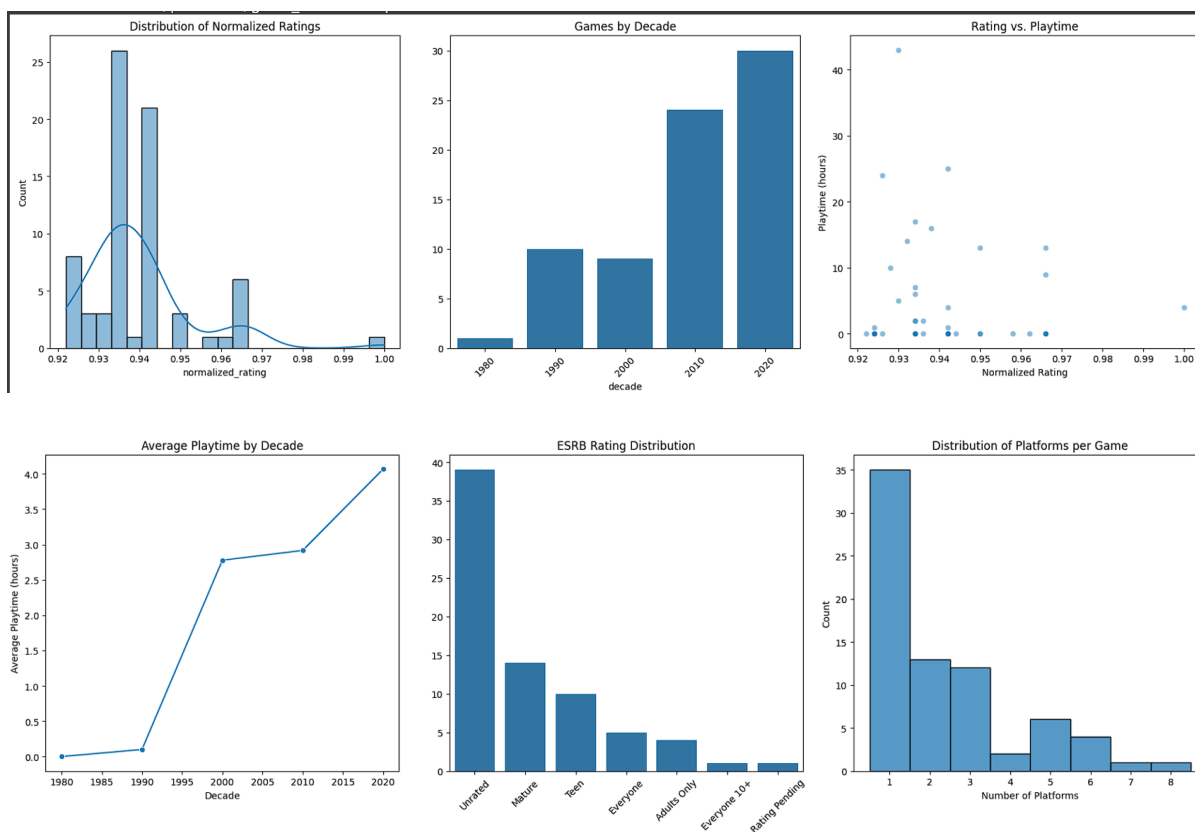 Distribution of Normalized Ratings
Count
25
20
15
10
5
0
0.92 0.93 0.94 0.95 0.96 0.97 0.98 0.99 1.00
normalized_rating
Games by Decade
30
25
20
15
10
5
0
1980 1990 2000 2010 2020
decade
Rating vs. Playtime
Playtime (hours)
40
30
20
10
0
0.92 0.93 0.94 0.95 0.96 0.97 0.98 0.99 1.00
Normalized Rating
Average Playtime by Decade
Average Playtime (hours)
4.0
3.5
3.0
2.5
2.0
1.5
1.0
0.5
0.0
1980 1985 1990 1995 2000 2005 2010 2015 2020
Decade
ESRB Rating Distribution
40
35
30
25
20
15
10
5
0
Unrated Mature Teen Everyone Adults Only Everyone 10+ Rating Pending
Distribution of Platforms per Game
Count
35
30
25
20
15
10
5
0
1 2 3 4 5 6 7 8
Number of Platforms